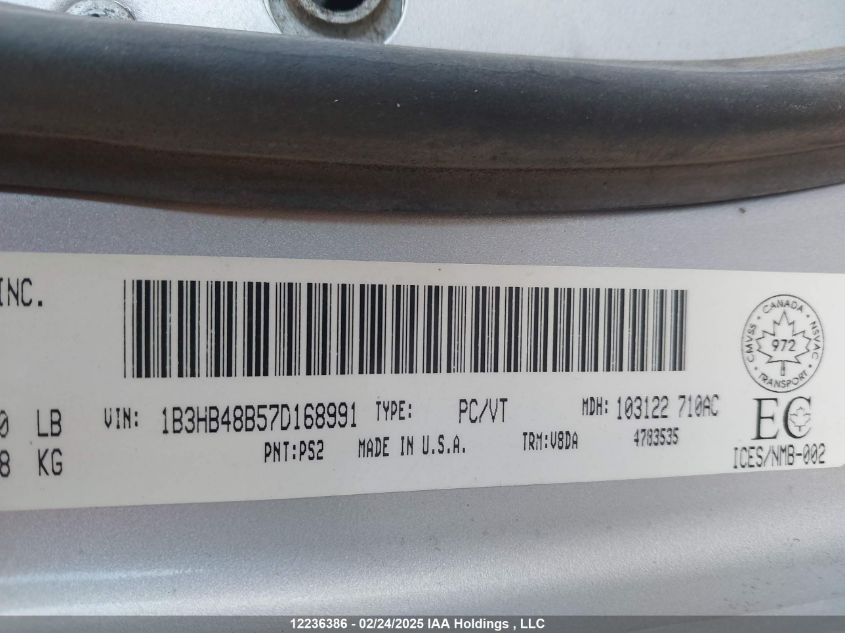 INC.
CANADA
CMVSS
NSVAC
972
TRANSPORT
0 LB
8 KG
VIN: 1B3HB48B57D168991 TYPE: PC/VT MDH: 103122 710AC
PNT:PS2 MADE IN U.S.A. TRM:V8DA 4783535
EC
ICES/NMB-002
12236386 - 02/24/2025 IAA Holdings , LLC